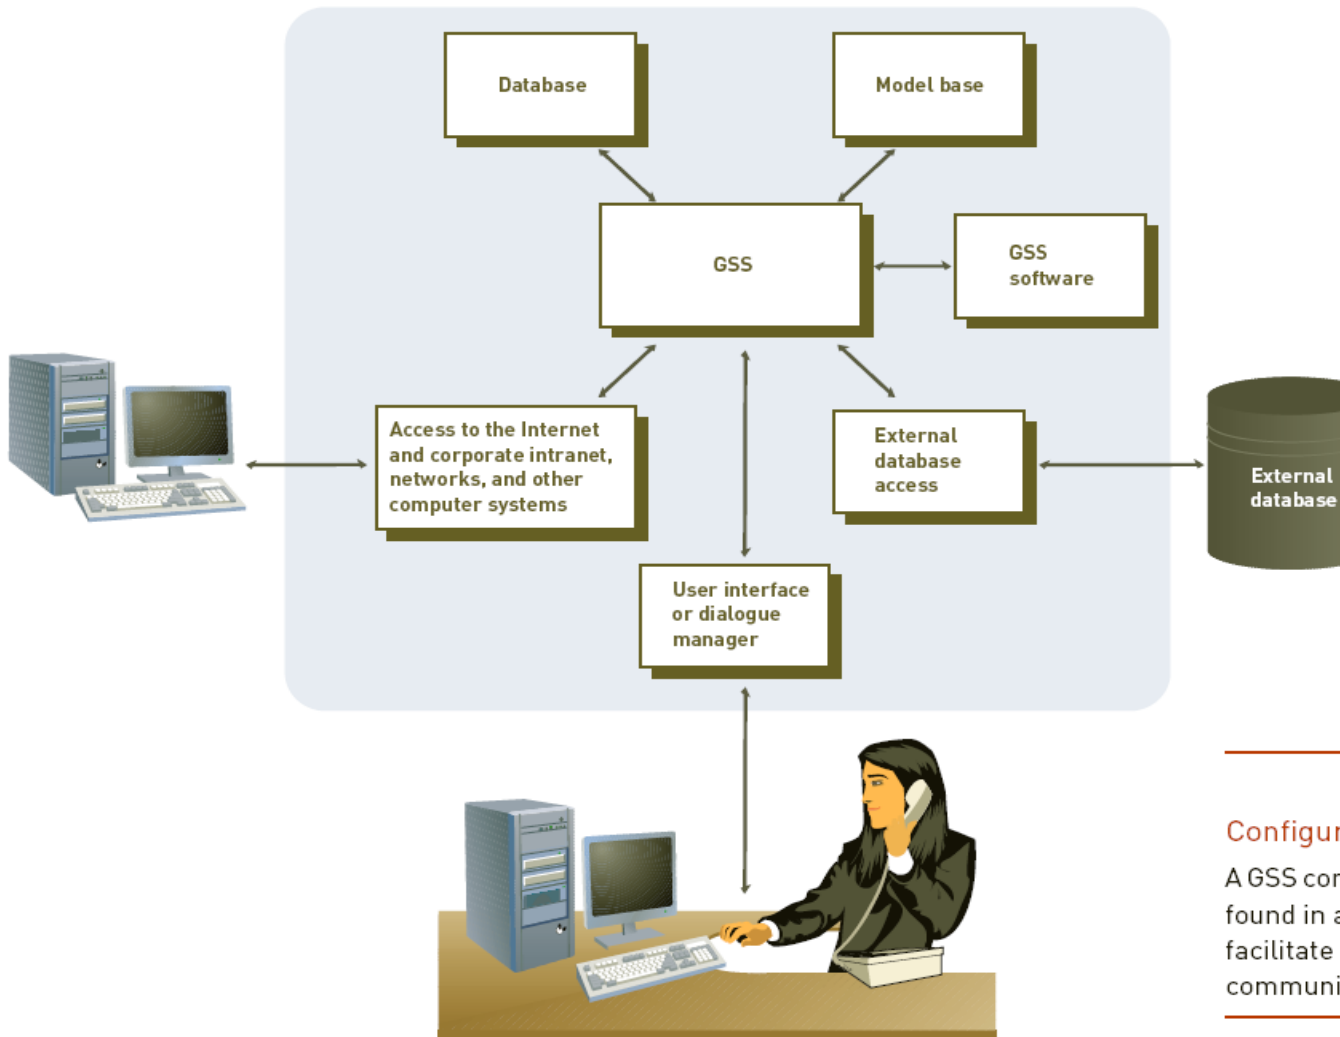 Database
Model base
GSS
GSS
software
Access to the Internet
and corporate intranet,
networks, and other
computer systems
External
database
access
External
database
User interface
or dialogue
manager
A GSS
found in
facilitate